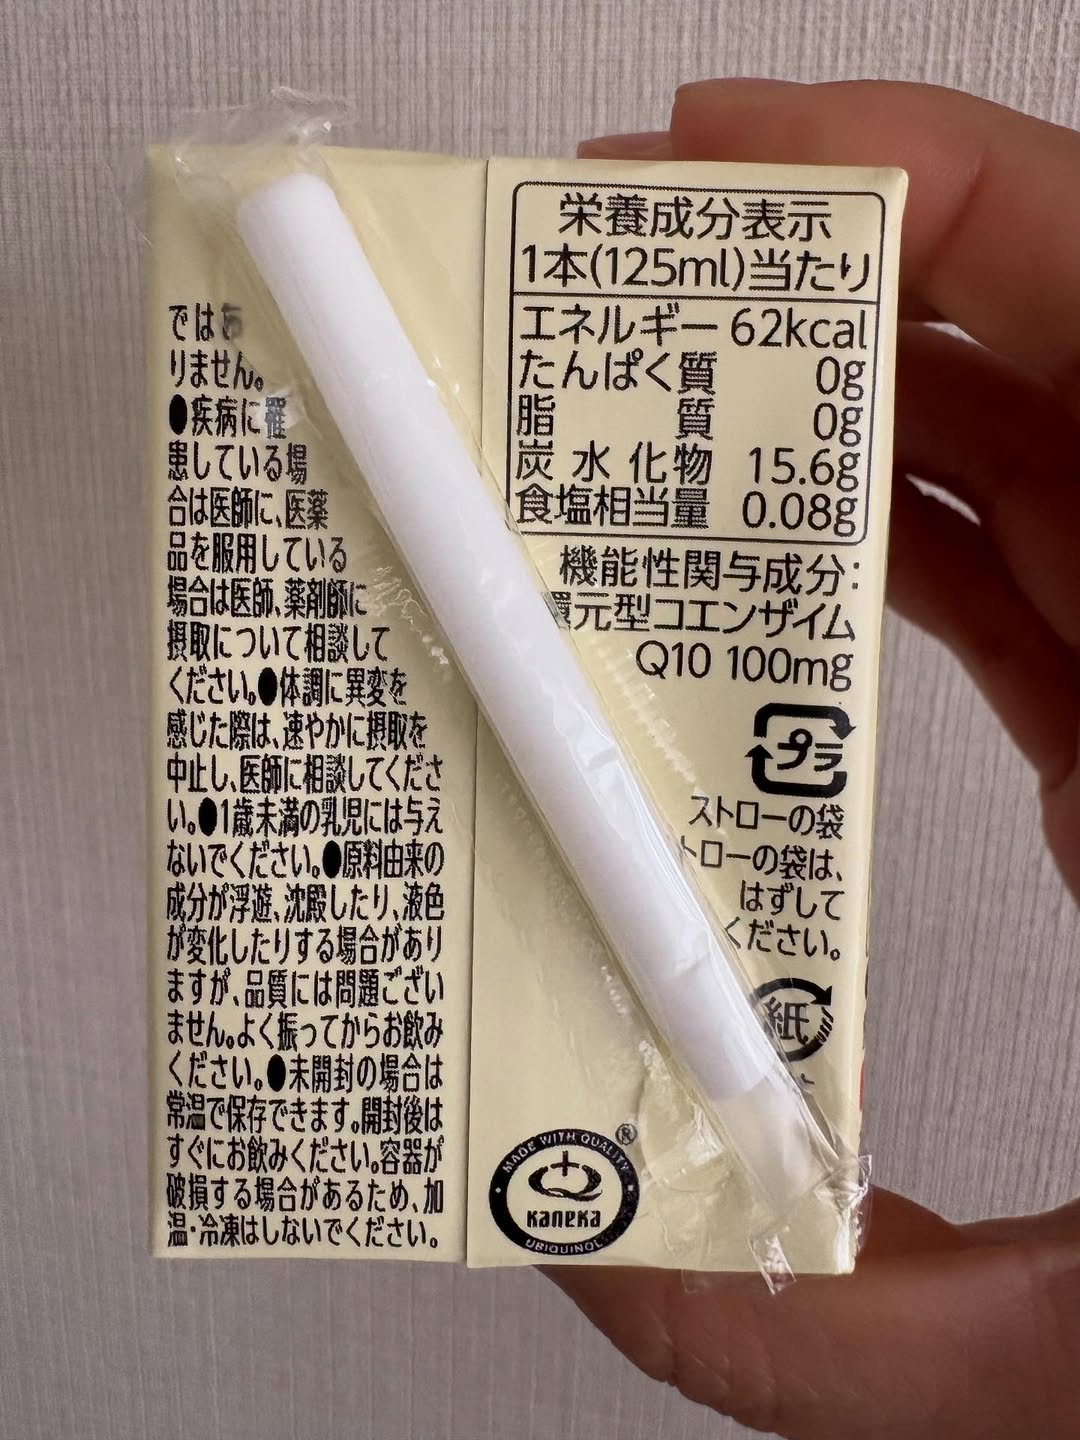 ではあ
りません。
●疾病に罹
患している場
合は医師に、医薬
品を服用している
場合は医師、薬剤師に
摂取について相談して
ください。●体調に異変を
感じた際は、速やかに摂取を
中止し、医師に相談してくださ
い。●1歳未満の乳児には与え
ないでください。●原料由来の
成分が浮遊、沈殿したり、液色
が変化したりする場合があり
ますが、品質には問題ござい
ません。よく振ってからお飲み
ください。●未開封の場合は
常温で保存できます。開封後は
すぐにお飲みください。容器が
破損する場合があるため、加
温・冷凍はしないでください。
栄養成分表示
1本(125ml)当たり
エネルギー 62kcal
たんぱく質 0g
脂質 0g
炭水化物 15.6g
食塩相当量 0.08g
機能性関与成分:
還元型コエンザイム
Q10 100mg
プラ
ストローの袋
トローの袋は、
はずして
ください。
紙
MADE WITH QUALITY
®
Kaneka
UBIQUINOL